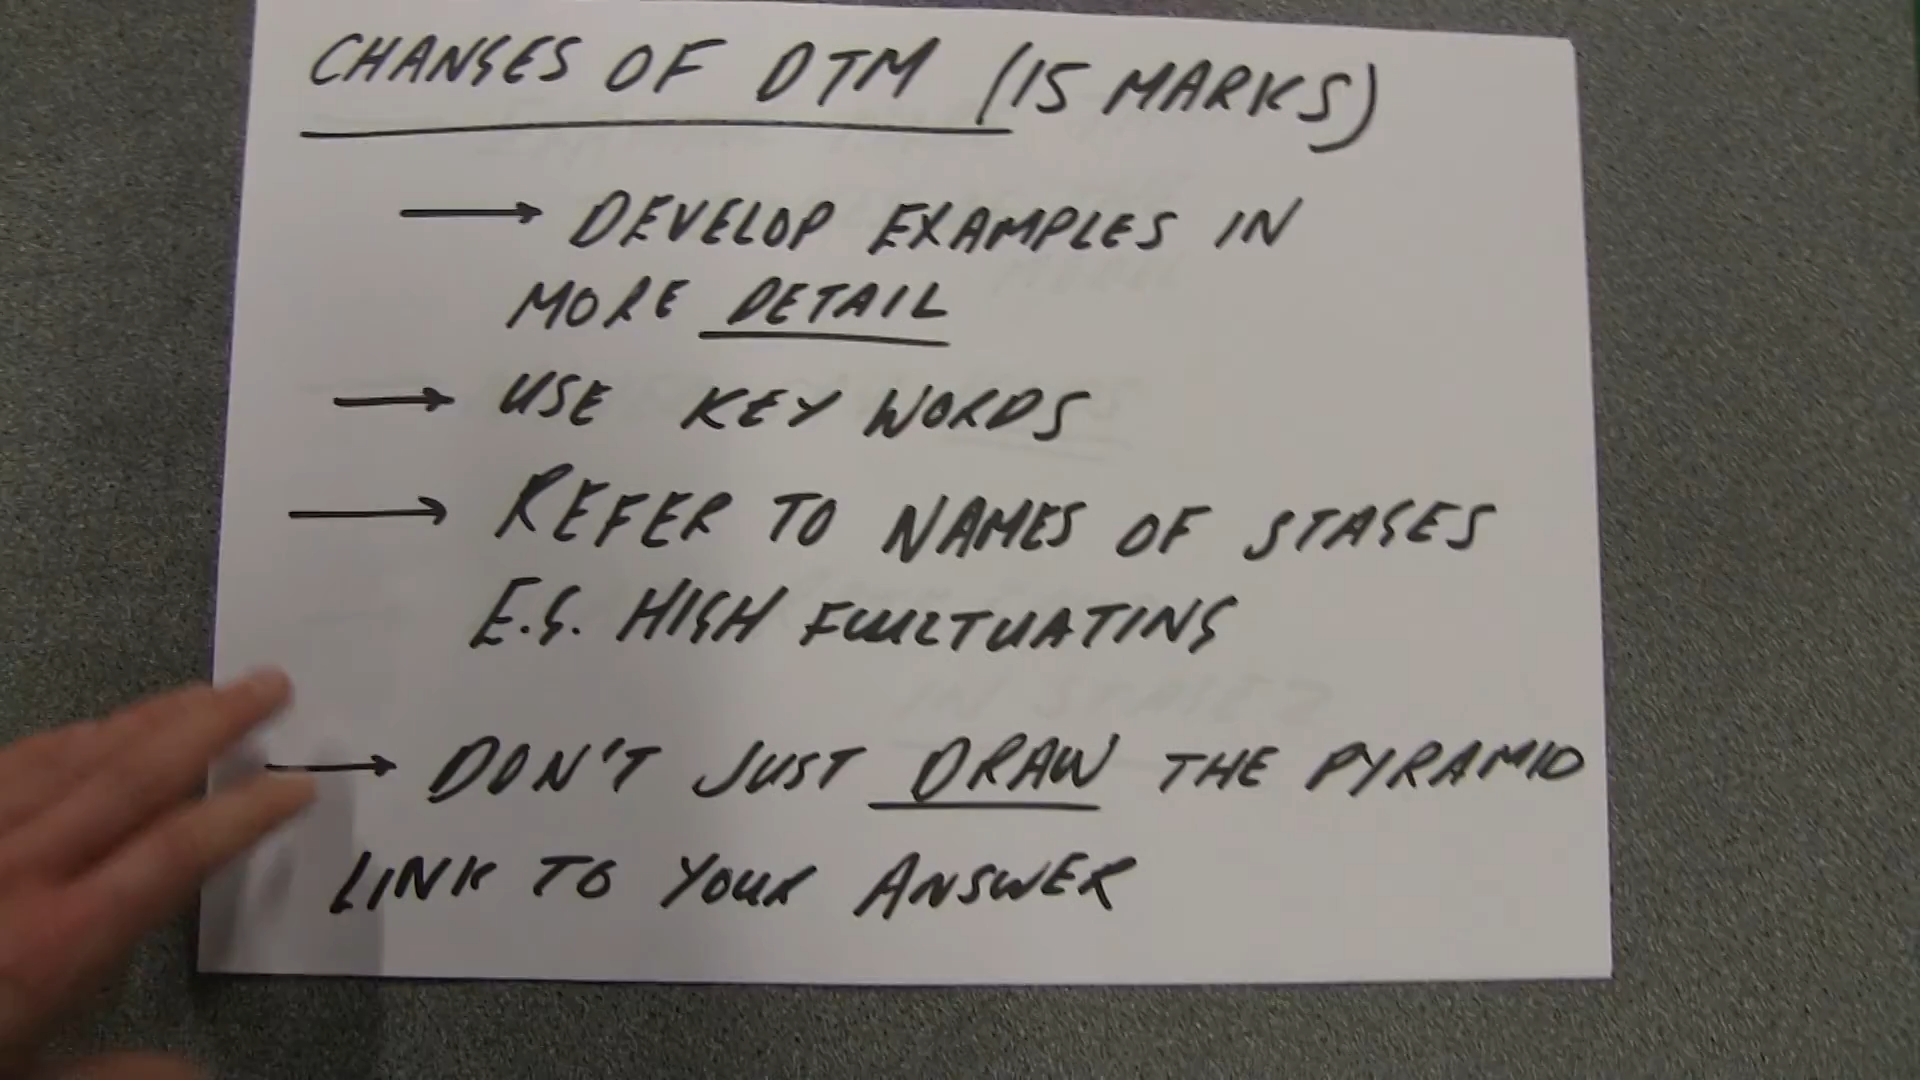 CHANGES OF DTM (15 MARKS)
→ DEVELOP EXAMPLES IN
MORE DETAIL
→ USE KEY WORDS
→ REFER TO NAMES OF STAGES
E.G. HIGH FLUCTUATING
→ DON'T JUST DRAW THE PYRAMID
LINK TO YOUR ANSWER